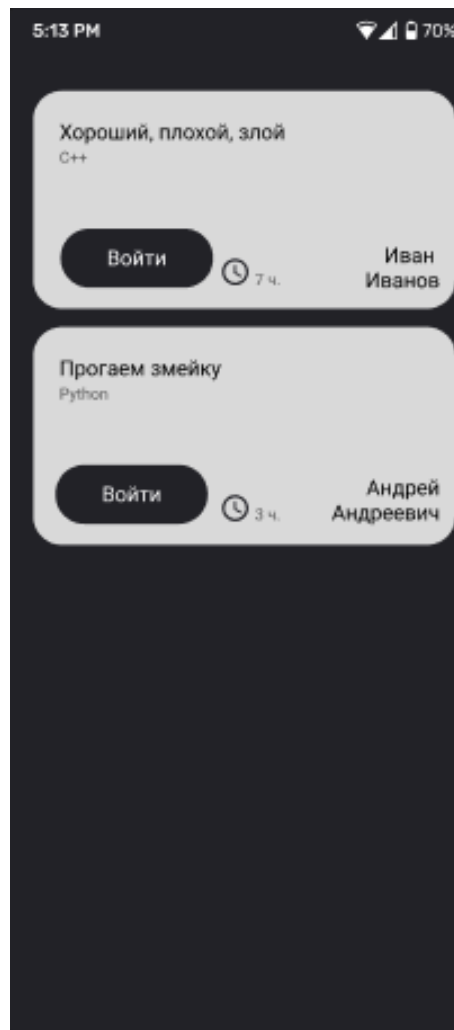 5:13 PM 70%
Хороший, плохой, злой
C++
Войти
7 ч.
Иван
Иванов
Прогаем змейку
Python
Войти
3 ч.
Андрей
Андреевич